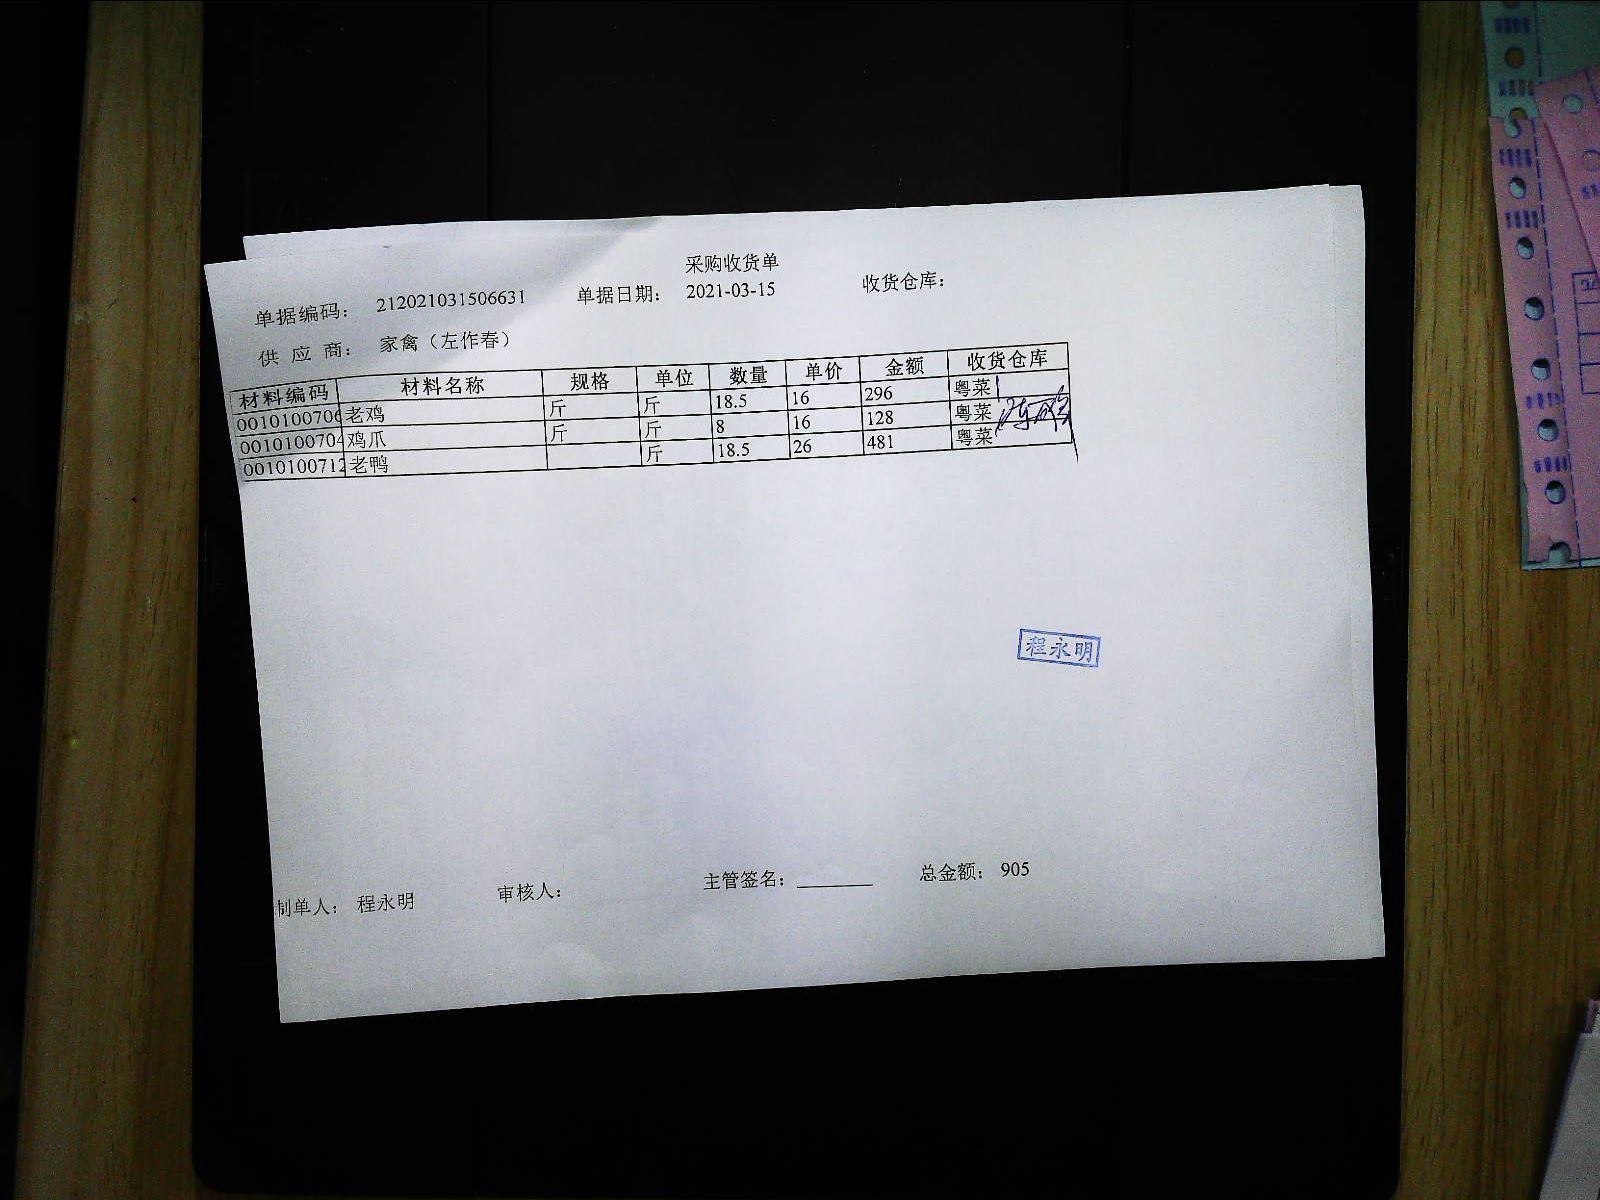 采购收货单
单据编码： 212021031506631 单据日期： 2021-03-15 收货仓库：
供 应 商： 家禽（左作春）
材料编码 材料名称 规格 单位 数量 单价 金额 收货仓库
0010100706 老鸡 斤 斤 18.5 16 296 粤菜
0010100704 鸡爪 斤 斤 8 16 128 粤菜
0010100712 老鸭 斤 18.5 26 481 粤菜
程永明
制单人： 程永明 审核人： 主管签名：________ 总金额： 905